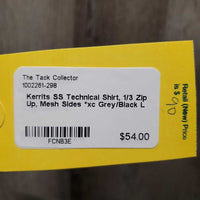 The Tack Collector
1002261-298
Kerrits SS Technical Shirt, 1/3 Zip
Up, Mesh Sides *xc Grey/Black L
FCNB3E
$54.00
Retail (New) Price
is $ 90